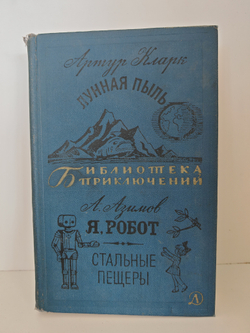 Артур Кларк
ЛУННАЯ ПЫЛЬ
БИБЛИОТЕКА
ПРИКЛЮЧЕНИЙ
А. Азимов
Я, РОБОТ
СТАЛЬНЫЕ
ПЕЩЕРЫ
Д